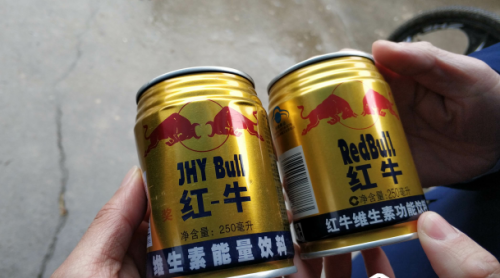 JHY Bull
红-牛
净含量：250毫升
维生素能量饮料
RedBull
红牛
净含量:250毫升
红牛维生素功能饮